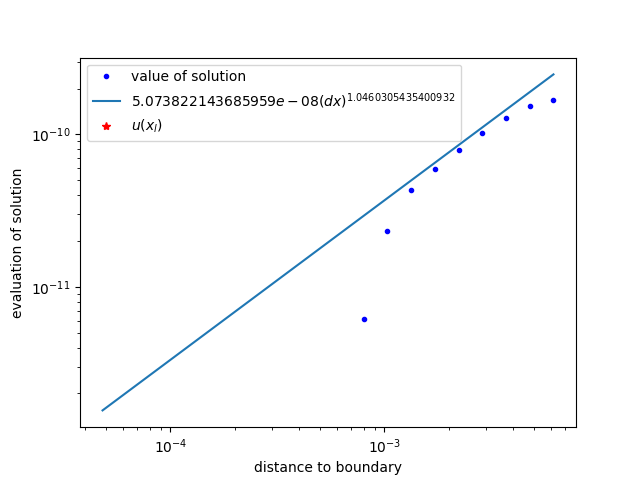 value of solution
5.073822143685959e − 08(dx)^1.0460305435400932
u(x_l)
10^−10
10^−11
evaluation of solution
10^−4
10^−3
distance to boundary